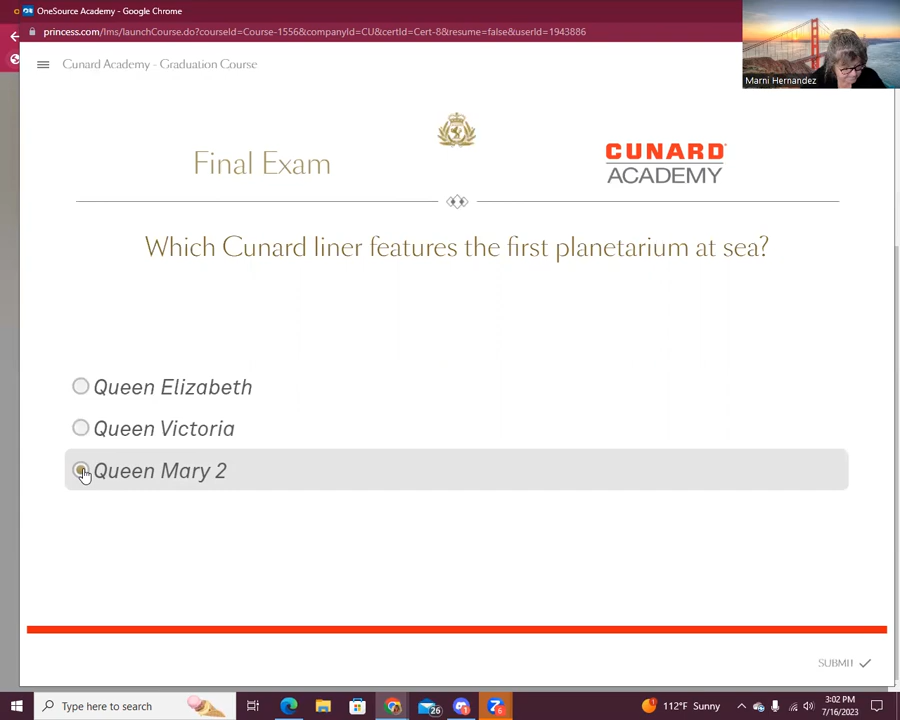 OneSource Academy - Google Chrome
princess.com/lms/launchCourse.do?courseId=Course-1556&companyId=CU&certId=Cert-8&resume=false&userId=1943886
Marni Hernandez
Cunard Academy - Graduation Course
Final Exam
CUNARD
ACADEMY
Which Cunard liner features the first planetarium at sea?
Queen Elizabeth
Queen Victoria
Queen Mary 2
SUBMIT
Type here to search
26
112°F Sunny
3:02 PM
7/16/2023